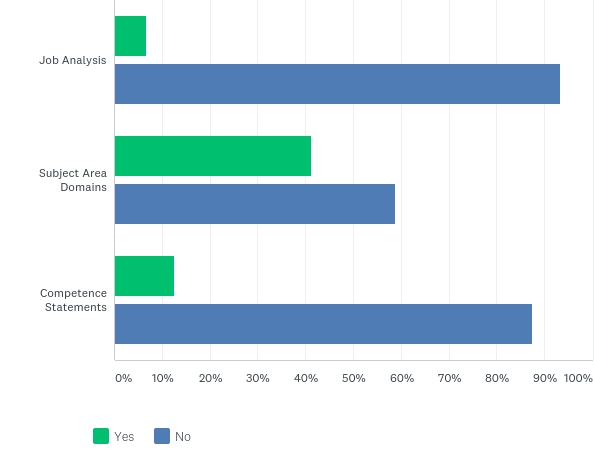 Job Analysis
Subject Area
Domains
Competence
Statements
0% 10% 20% 30% 40% 50% 60% 70% 80% 90% 100%
Yes No